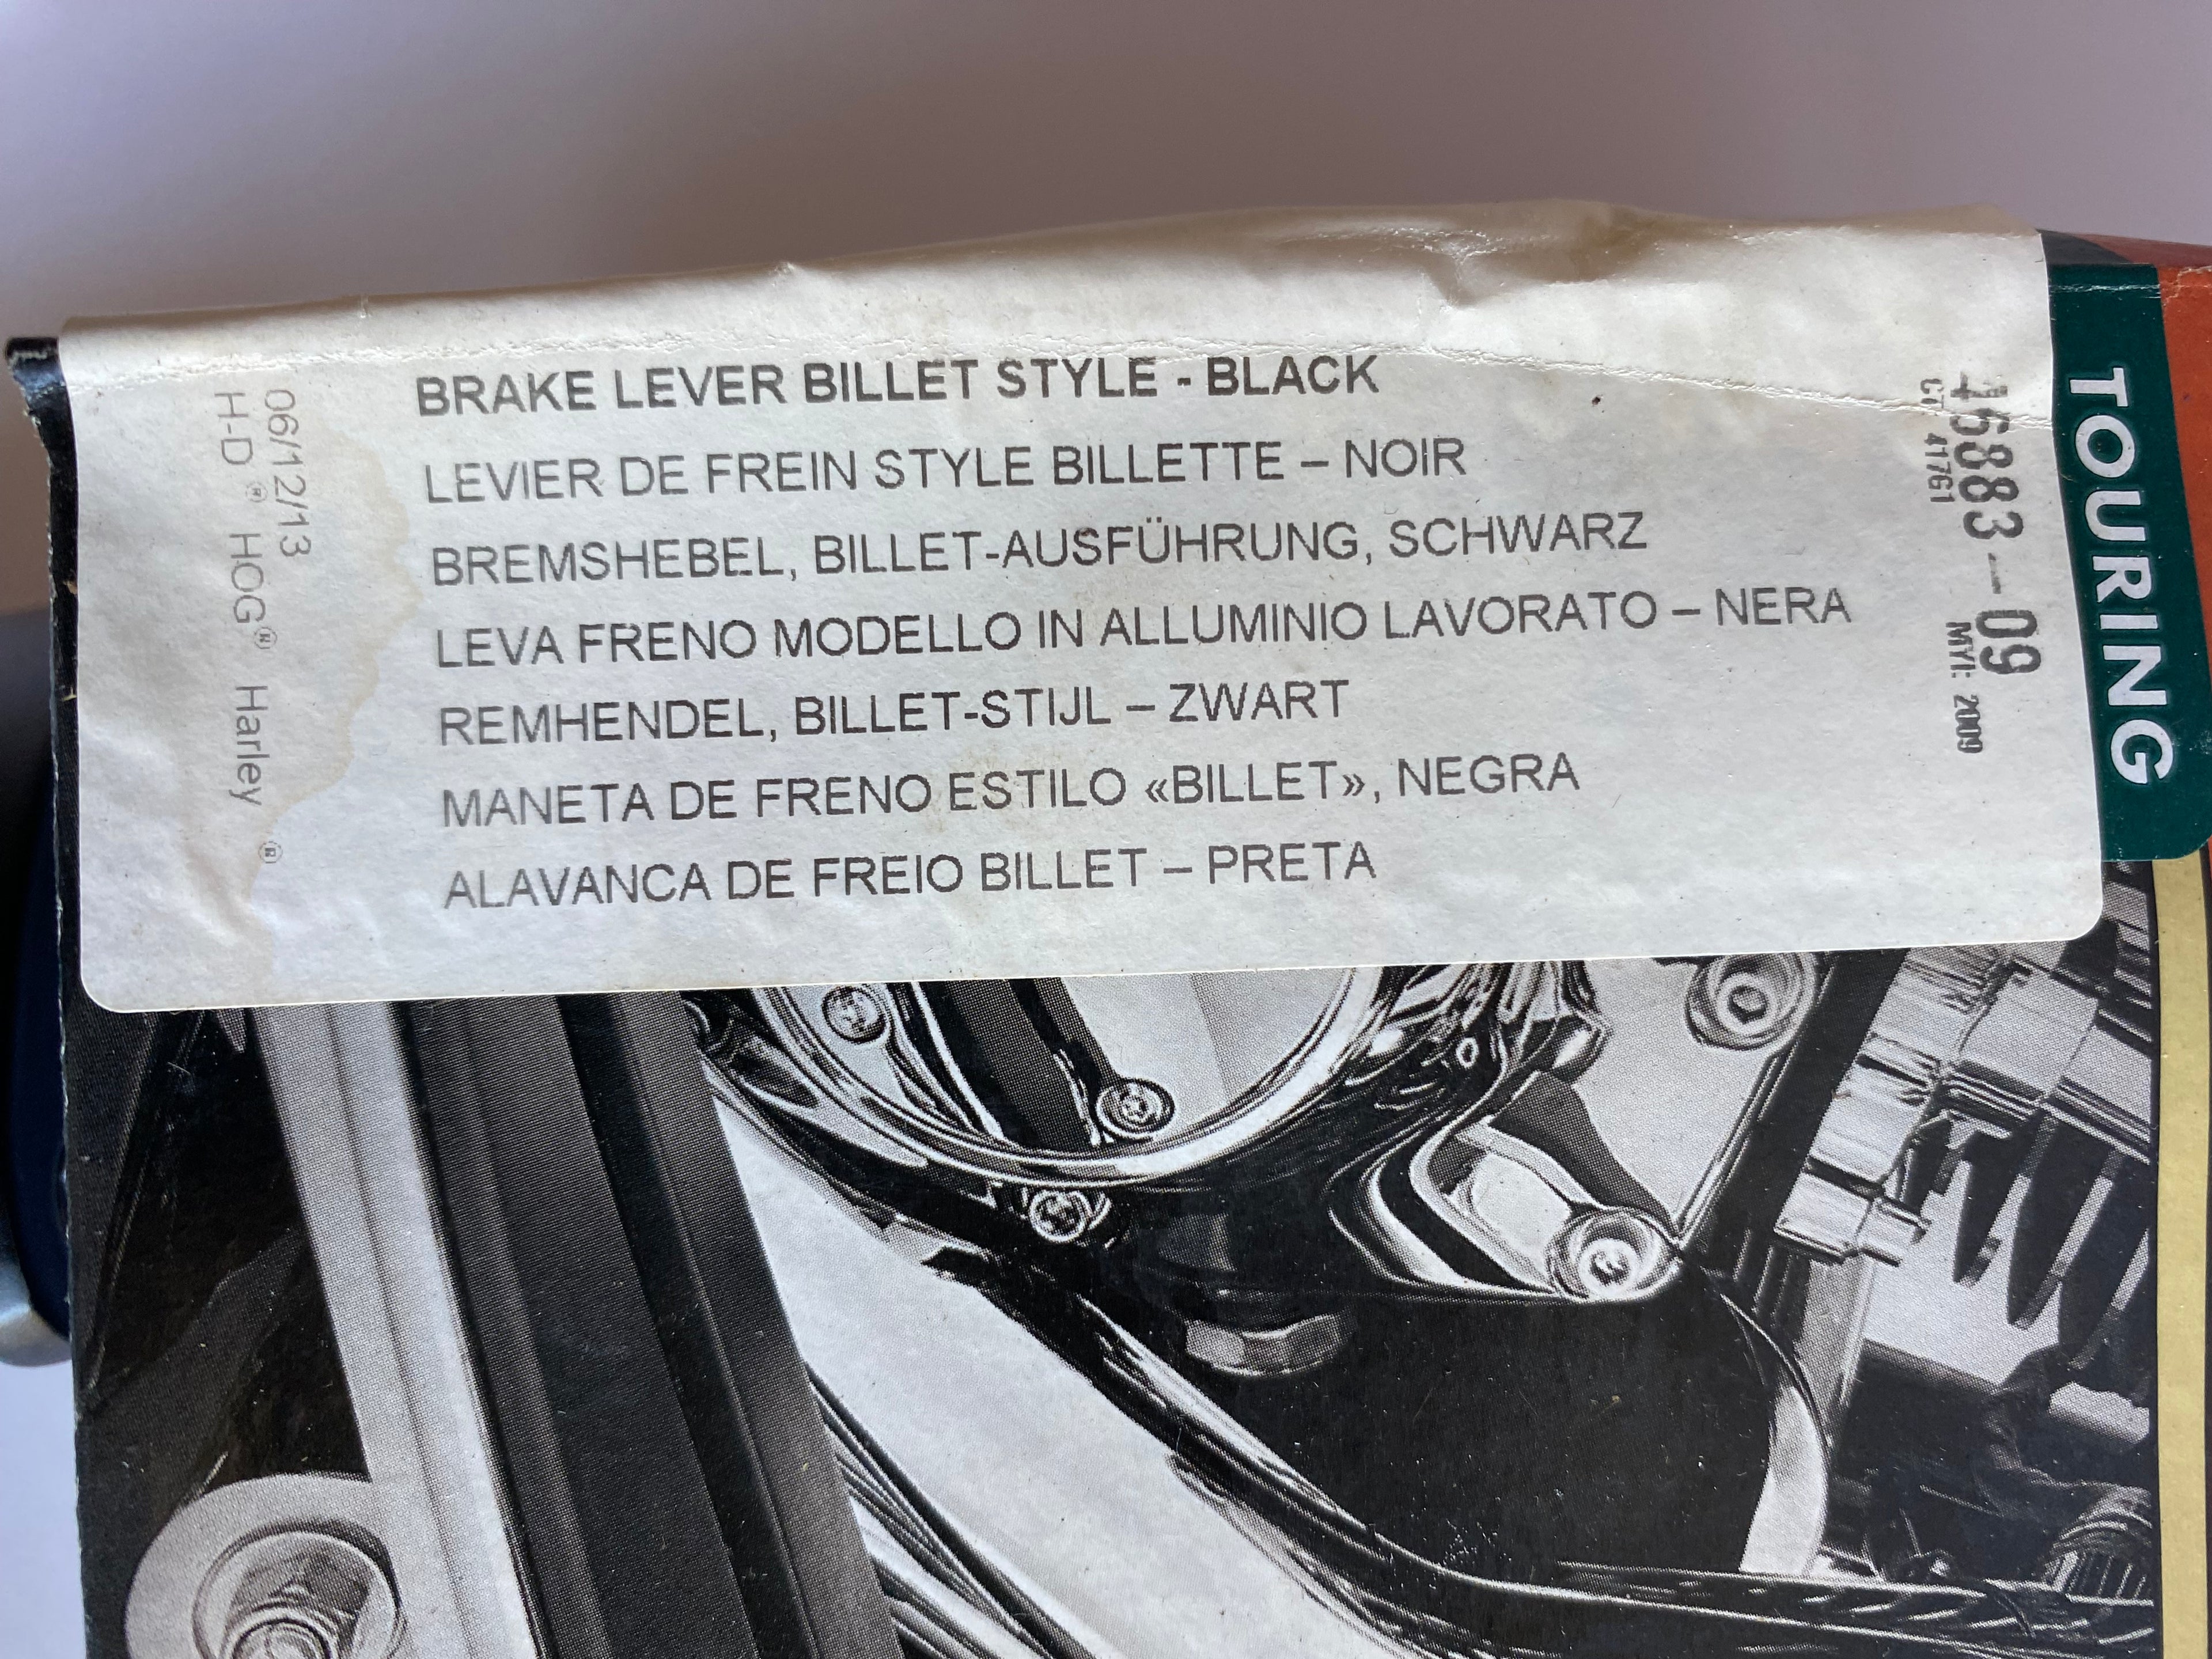 BRAKE LEVER BILLET STYLE - BLACK
LEVIER DE FREIN STYLE BILLETTE – NOIR
BREMSHEBEL, BILLET-AUSFÜHRUNG, SCHWARZ
LEVA FRENO MODELLO IN ALLUMINIO LAVORATO – NERA
REMHENDEL, BILLET-STIJL – ZWART
MANETA DE FRENO ESTILO «BILLET», NEGRA
ALAVANCA DE FREIO BILLET – PRETA
06/12/13
H-D® HOG® Harley ®
TOURING
46883-09
CT: 41761 MYI: 2009